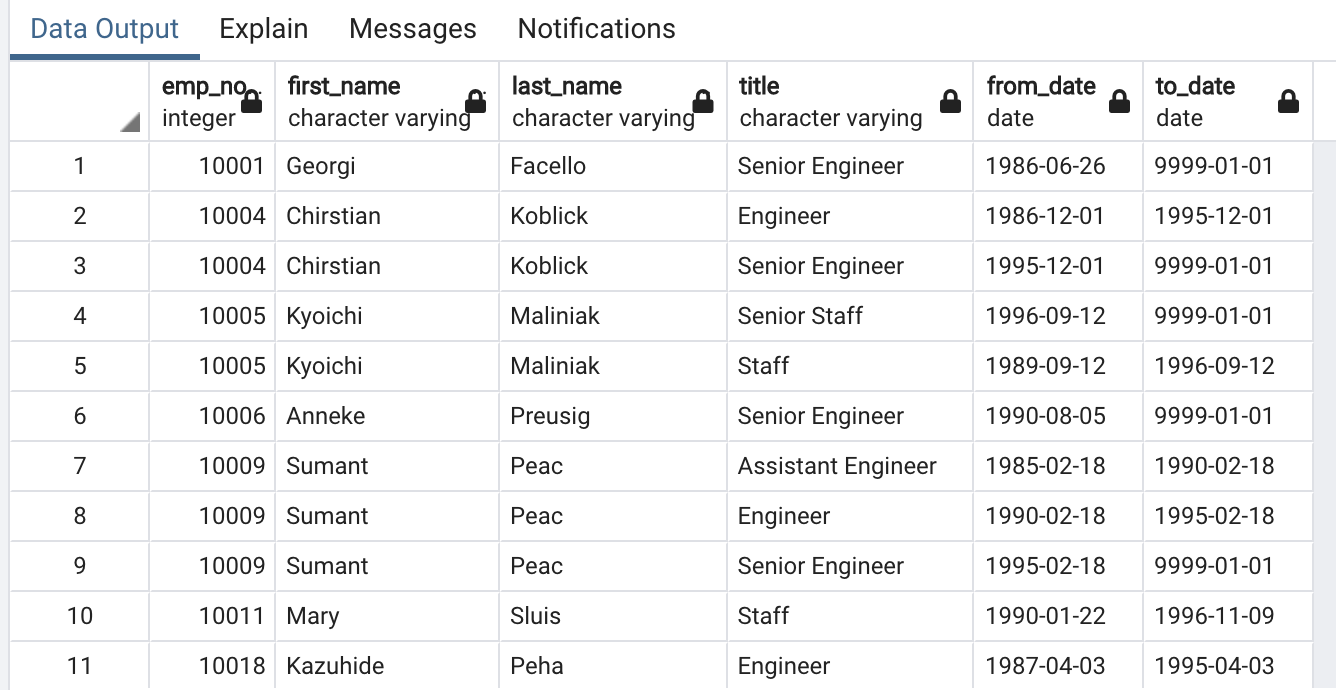 Data Output Explain Messages Notifications
emp_no first_name last_name title from_date to_date
integer character varying character varying character varying date date
1 10001 Georgi Facello Senior Engineer 1986-06-26 9999-01-01
2 10004 Chirstian Koblick Engineer 1986-12-01 1995-12-01
3 10004 Chirstian Koblick Senior Engineer 1995-12-01 9999-01-01
4 10005 Kyoichi Maliniak Senior Staff 1996-09-12 9999-01-01
5 10005 Kyoichi Maliniak Staff 1989-09-12 1996-09-12
6 10006 Anneke Preusig Senior Engineer 1990-08-05 9999-01-01
7 10009 Sumant Peac Assistant Engineer 1985-02-18 1990-02-18
8 10009 Sumant Peac Engineer 1990-02-18 1995-02-18
9 10009 Sumant Peac Senior Engineer 1995-02-18 9999-01-01
10 10011 Mary Sluis Staff 1990-01-22 1996-11-09
11 10018 Kazuhide Peha Engineer 1987-04-03 1995-04-03